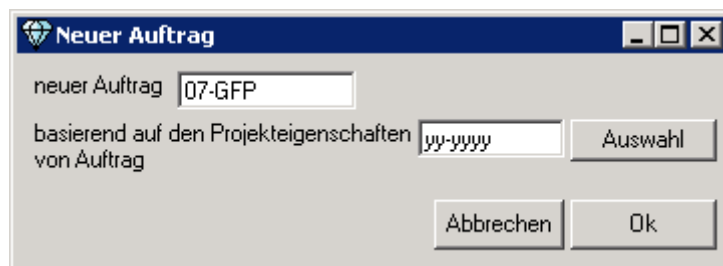 Neuer Auftrag
neuer Auftrag 07-GFP
basierend auf den Projekteigenschaften yy-yyyy Auswahl
von Auftrag
Abbrechen Ok